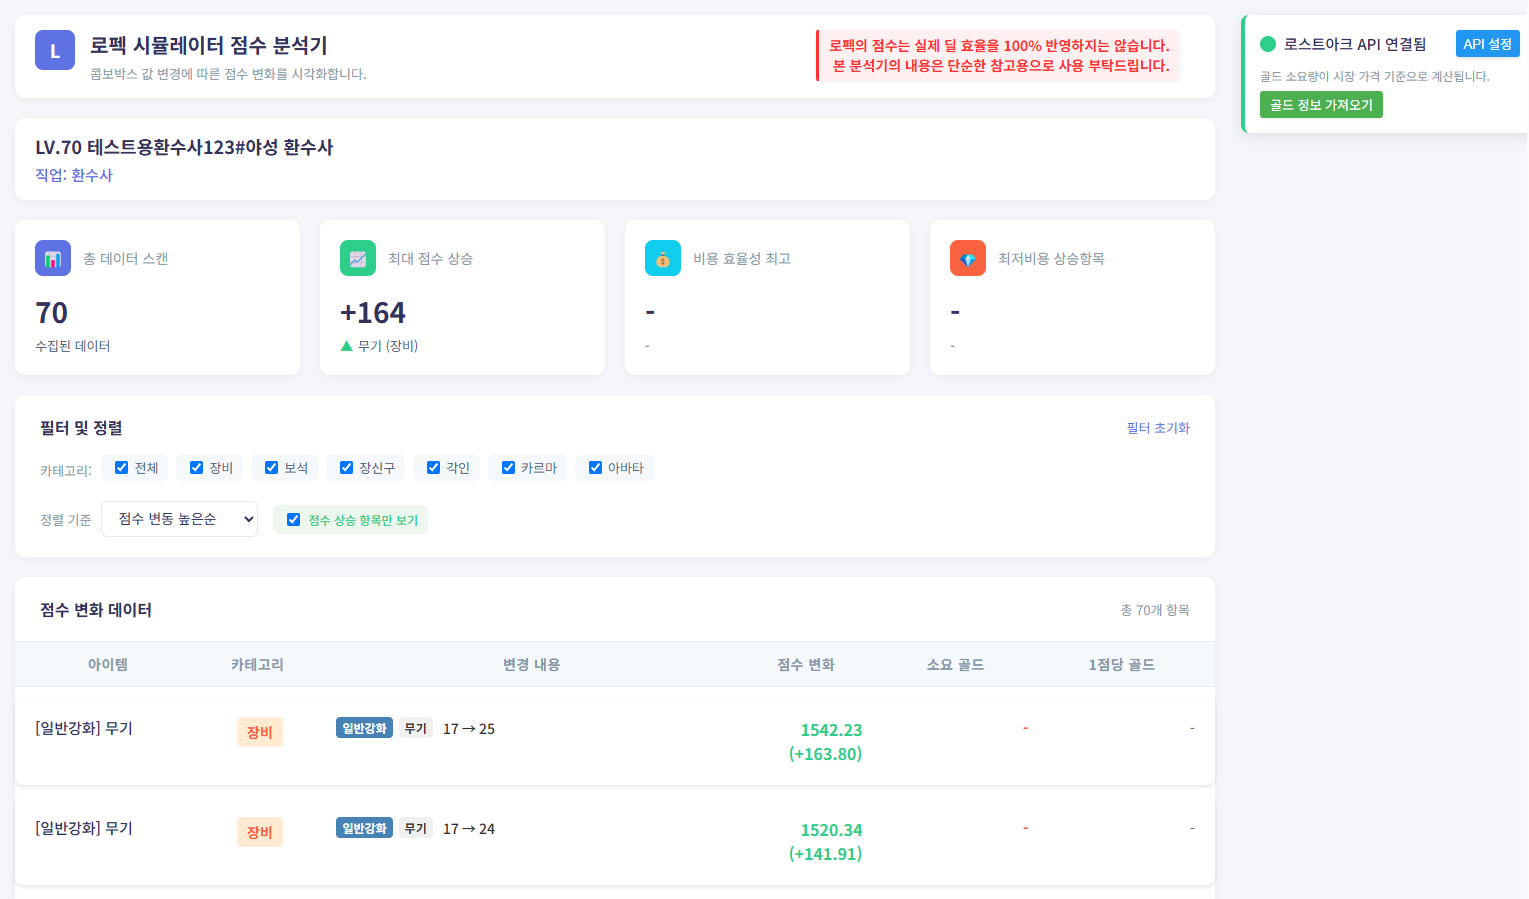 L
로펙 시뮬레이터 점수 분석기
콤보박스 값 변경에 따른 점수 변화를 시각화합니다.
로펙의 점수는 실제 딜 효율을 100% 반영하지는 않습니다.
본 분석기의 내용은 단순한 참고용으로 사용 부탁드립니다.
로스트아크 API 연결됨
API 설정
골드 소요량이 시장 가격 기준으로 계산됩니다.
골드 정보 가져오기
LV.70 테스트용환수사123#야성 환수사
직업: 환수사
총 데이터 스캔
70
수집된 데이터
최대 점수 상승
+164
▲ 무기 (장비)
비용 효율성 최고
-
-
최저비용 상승항목
-
-
필터 및 정렬
필터 초기화
카테고리: 전체 장비 보석 장신구 각인 카르마 아바타
정렬 기준 점수 변동 높은순 점수 상승 항목만 보기
점수 변화 데이터
총 70개 항목
아이템 카테고리 변경 내용 점수 변화 소요 골드 1점당 골드
[일반강화] 무기 장비 일반강화 무기 17 → 25 1542.23 - -
(+163.80)
[일반강화] 무기 장비 일반강화 무기 17 → 24 1520.34 - -
(+141.91)